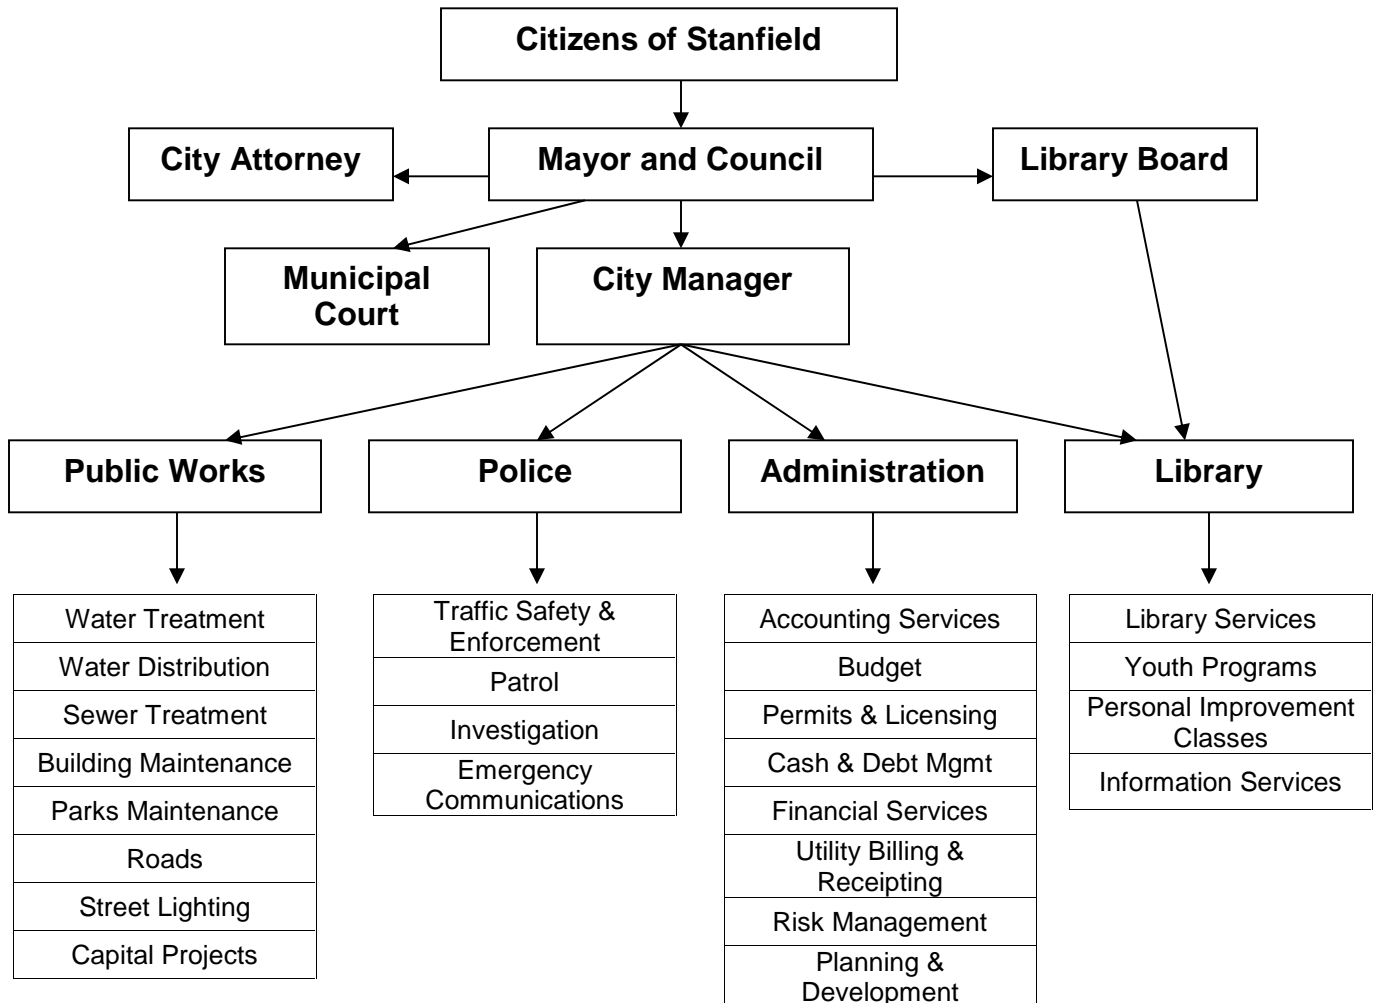 Citizens of Stanfield
City Attorney
Mayor and Council
Library Board
Municipal
Court
City Manager
Public Works
Police
Administration
Library
Water Treatment
Water Distribution
Sewer Treatment
Building Maintenance
Parks Maintenance
Roads
Street Lighting
Capital Projects
Traffic Safety &
Enforcement
Patrol
Investigation
Emergency
Communications
Accounting Services
Budget
Permits & Licensing
Cash & Debt Mgmt
Financial Services
Utility Billing &
Receipting
Risk Management
Planning &
Development
Library Services
Youth Programs
Personal Improvement
Classes
Information Services